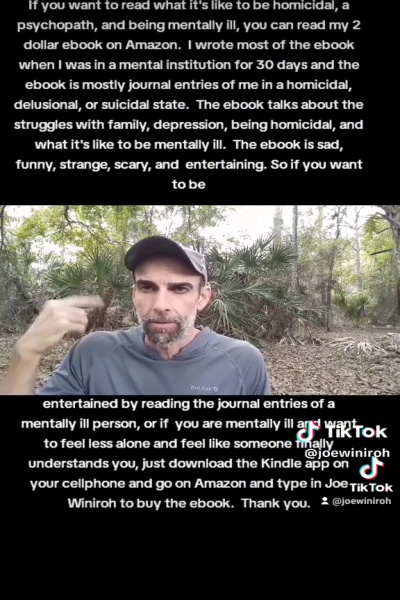 If you want to read what it's like to be homicidal, a
psychopath, and being mentally ill, you can read my 2
dollar ebook on Amazon. I wrote most of the ebook
when I was in a mental institution for 30 days and the
ebook is mostly journal entries of me in a homicidal,
delusional, or suicidal state. The ebook talks about the
struggles with family, depression, being homicidal, and
what it's like to be mentally ill. The ebook is sad,
funny, strange, scary, and entertaining. So if you want
to be
entertained by reading the journal entries of a
mentally ill person, or if you are mentally ill and want
to feel less alone and feel like someone finally
understands you, just download the Kindle app on
your cellphone and go on Amazon and type in Joe
Winiroh to buy the ebook. Thank you.
TikTok
@joewiniroh
TikTok
@joewiniroh